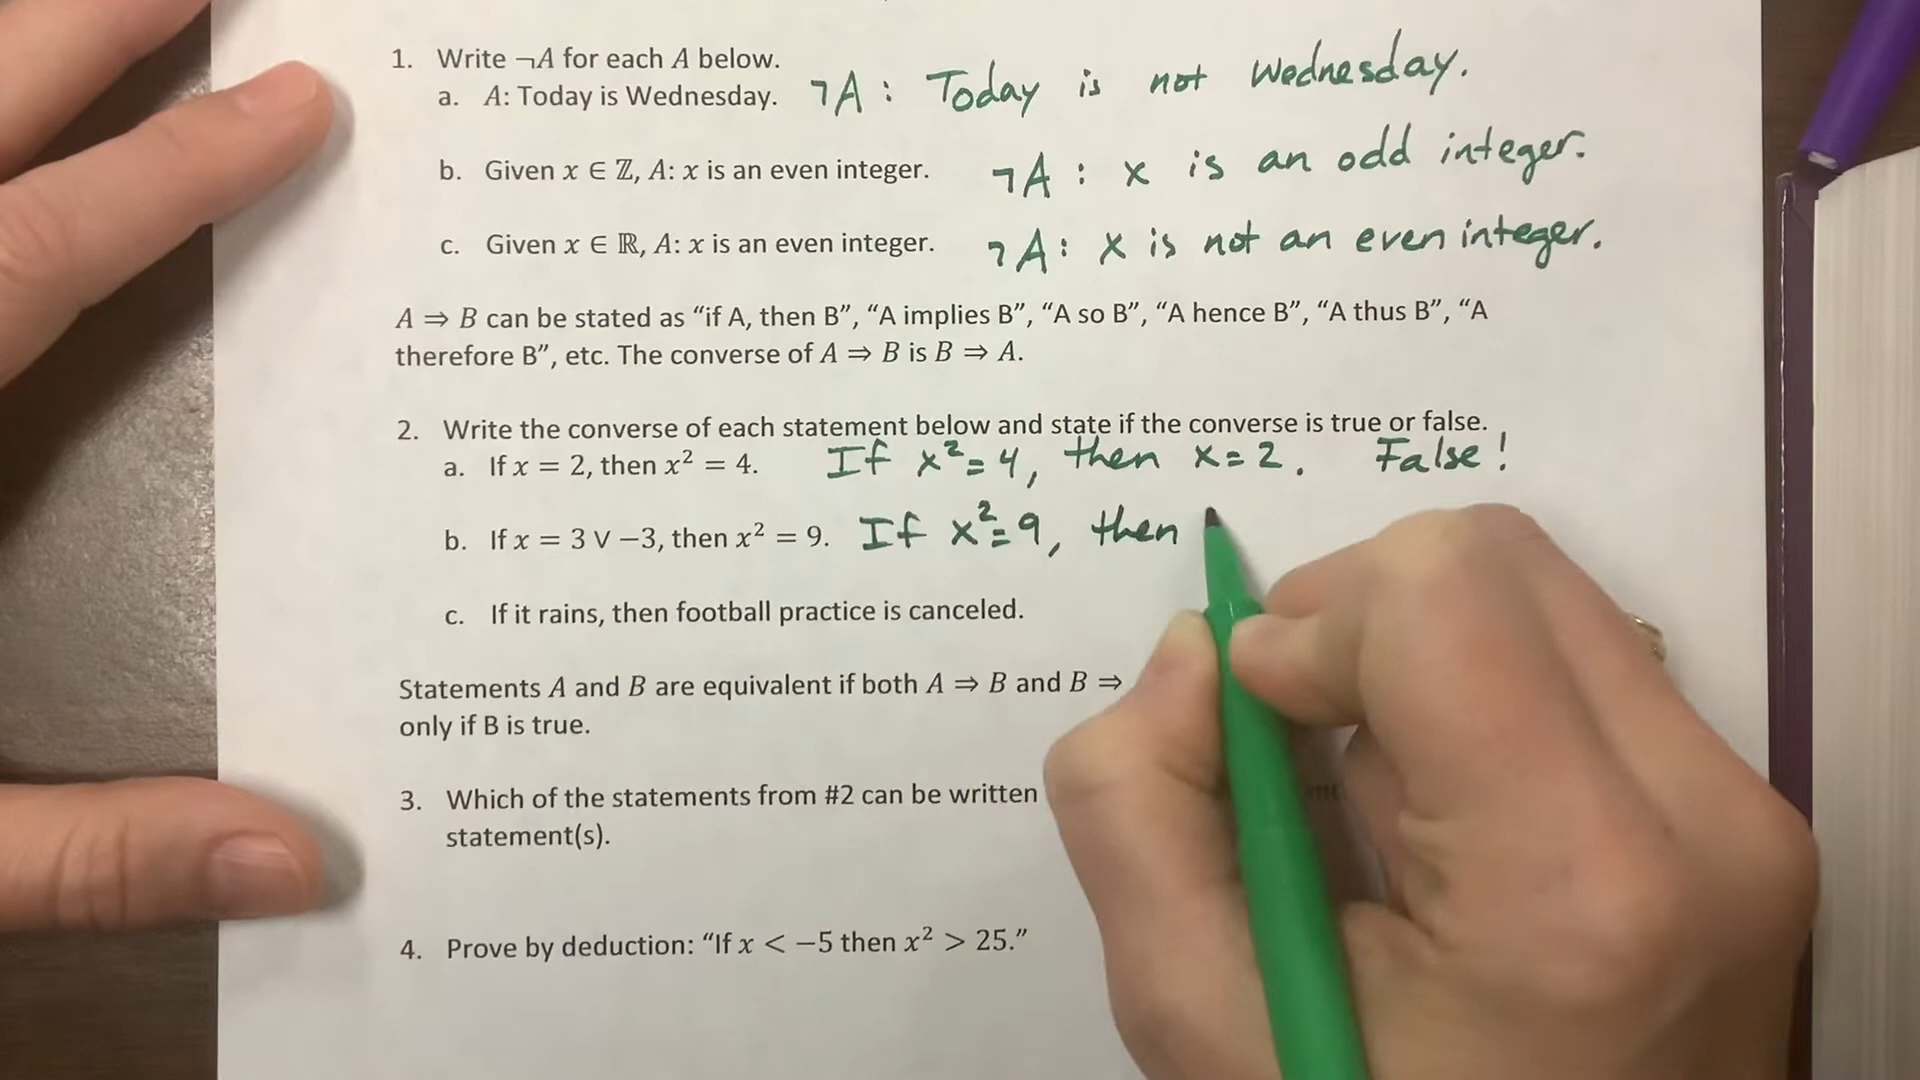 1. Write ¬A for each A below.
a. A: Today is Wednesday. ¬A: Today is not Wednesday.
b. Given x ∈ ℤ, A: x is an even integer. ¬A: x is an odd integer.
c. Given x ∈ ℝ, A: x is an even integer. ¬A: x is not an even integer.
A ⇒ B can be stated as “if A, then B”, “A implies B”, “A so B”, “A hence B”, “A thus B”, “A
therefore B”, etc. The converse of A ⇒ B is B ⇒ A.
2. Write the converse of each statement below and state if the converse is true or false.
a. If x = 2, then x² = 4. If x² = 4, then x = 2. False!
b. If x = 3 ∨ −3, then x² = 9. If x² = 9, then
c. If it rains, then football practice is canceled.
Statements A and B are equivalent if both A ⇒ B and B ⇒
only if B is true.
3. Which of the statements from #2 can be written
statement(s).
4. Prove by deduction: “If x < −5 then x² > 25.”